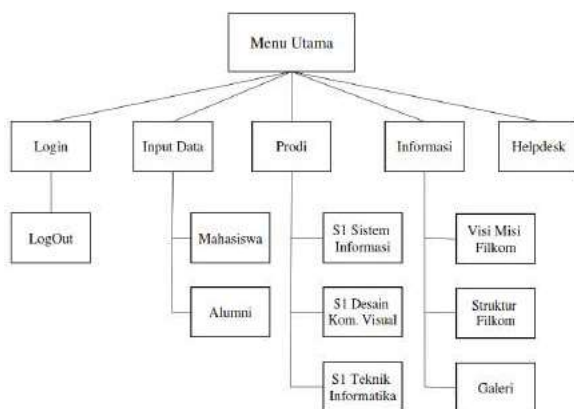 Menu Utama
Login
Input Data
Prodi
Informasi
Helpdesk
LogOut
Mahasiswa
S1 Sistem
Informasi
Visi Misi
Filkom
Alumni
S1 Desain
Kom. Visual
Struktur
Filkom
S1 Teknik
Informatika
Galeri